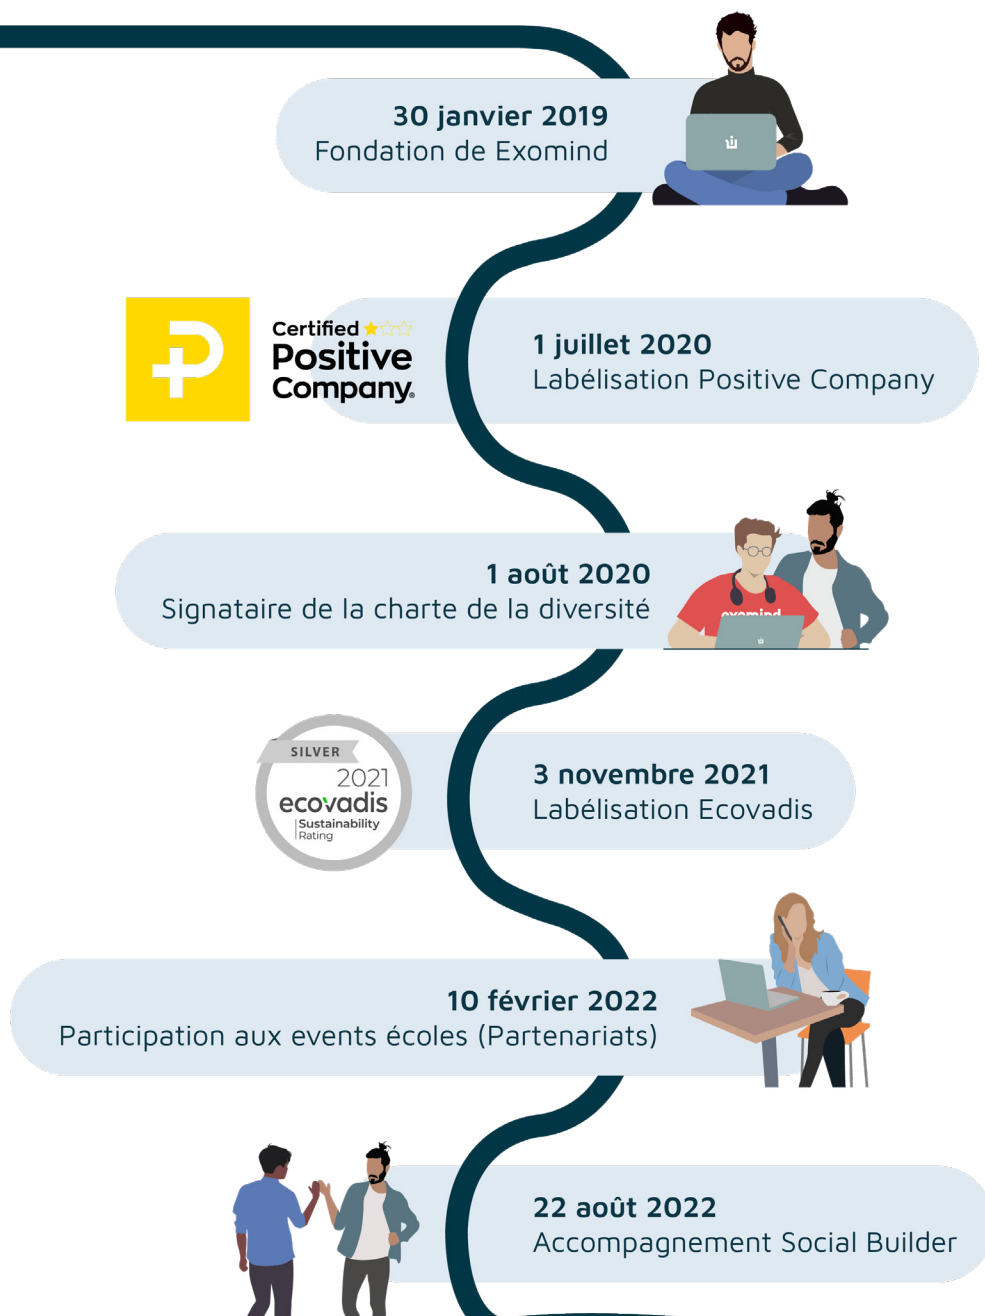 30 janvier 2019
Fondation de Exomind
Certified
Positive
Company®
1 juillet 2020
Labélisation Positive Company
1 août 2020
Signataire de la charte de la diversité
exomind
SILVER
2021
ecovadis
Sustainability
Rating
3 novembre 2021
Labélisation Ecovadis
10 février 2022
Participation aux events écoles (Partenariats)
22 août 2022
Accompagnement Social Builder